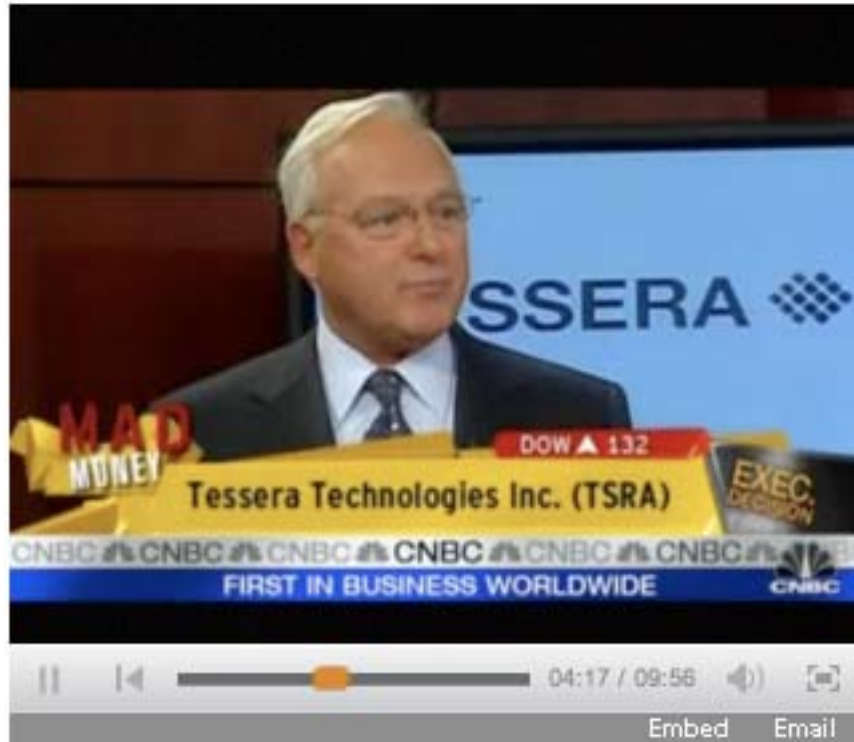 SSERA
MAD
MONEY
DOW ▲ 132
Tessera Technologies Inc. (TSRA)
EXEC.
DECISION
CNBC CNBC CNBC CNBC CNBC CNBC
FIRST IN BUSINESS WORLDWIDE
CNBC
04:17 / 09:56
Embed Email